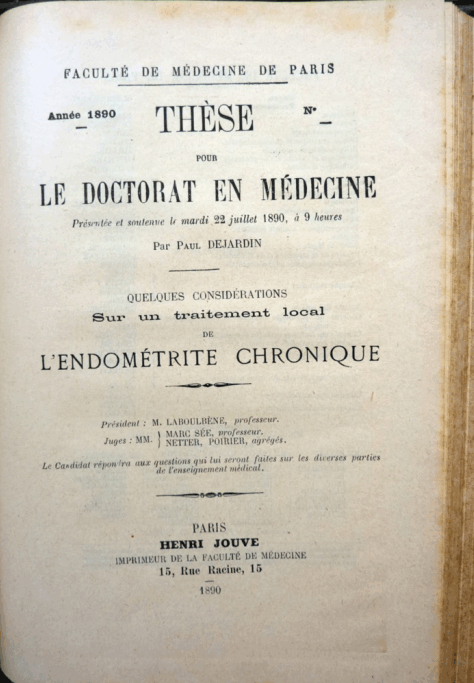 FACULTÉ DE MÉDECINE DE PARIS
Année 1890 THÈSE N°
POUR
LE DOCTORAT EN MÉDECINE
Présentée et soutenue le mardi 22 juillet 1890, à 9 heures
Par Paul DEJARDIN
QUELQUES CONSIDÉRATIONS
Sur un traitement local
DE
L'ENDOMÉTRITE CHRONIQUE
Président : M. LABOULBÈNE, professeur.
Juges : MM. } MARC SÉE, professeur.
NETTER, POIRIER, agrégés.
Le Candidat répondra aux questions qui lui seront faites sur les diverses parties
de l'enseignement médical.
PARIS
HENRI JOUVE
IMPRIMEUR DE LA FACULTÉ DE MÉDECINE
15, Rue Racine, 15
1890